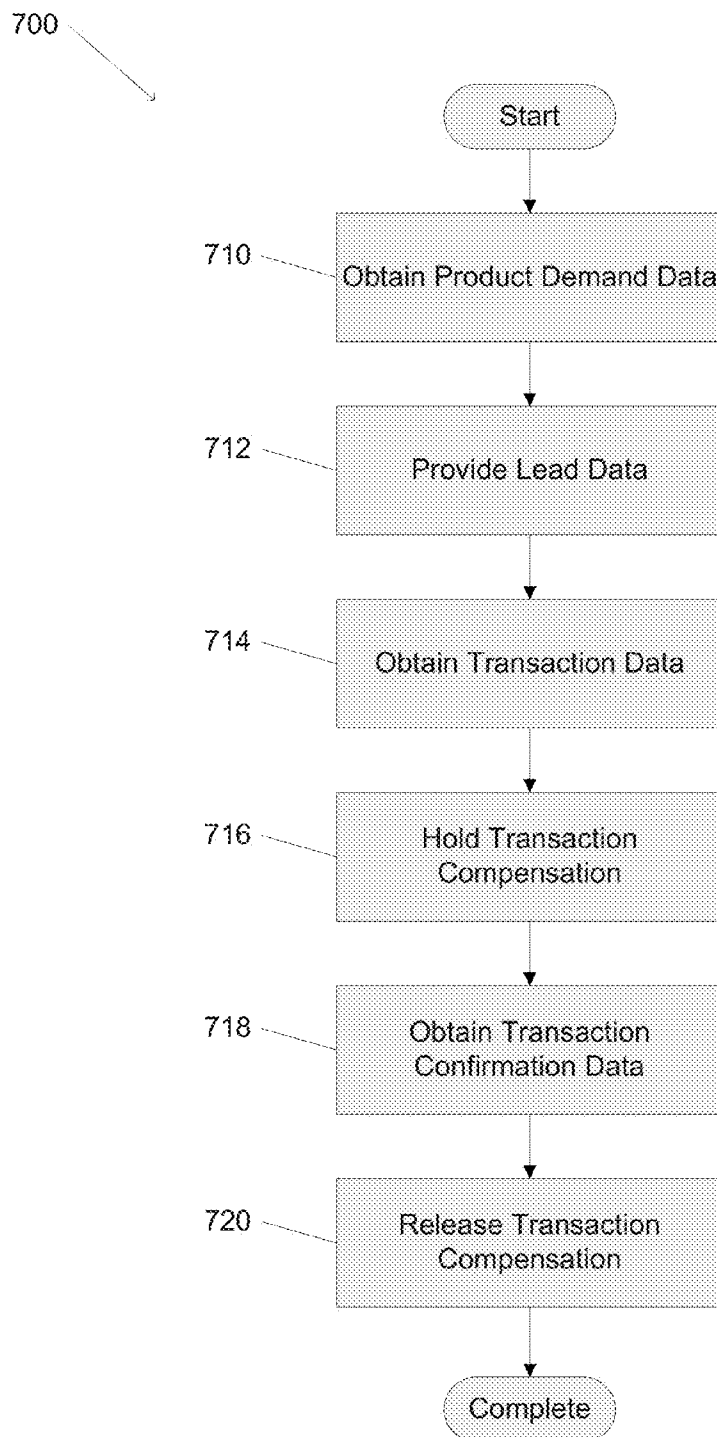 700
Start
710
Obtain Product Demand Data
712
Provide Lead Data
714
Obtain Transaction Data
716
Hold Transaction
Compensation
718
Obtain Transaction
Confirmation Data
720
Release Transaction
Compensation
Complete